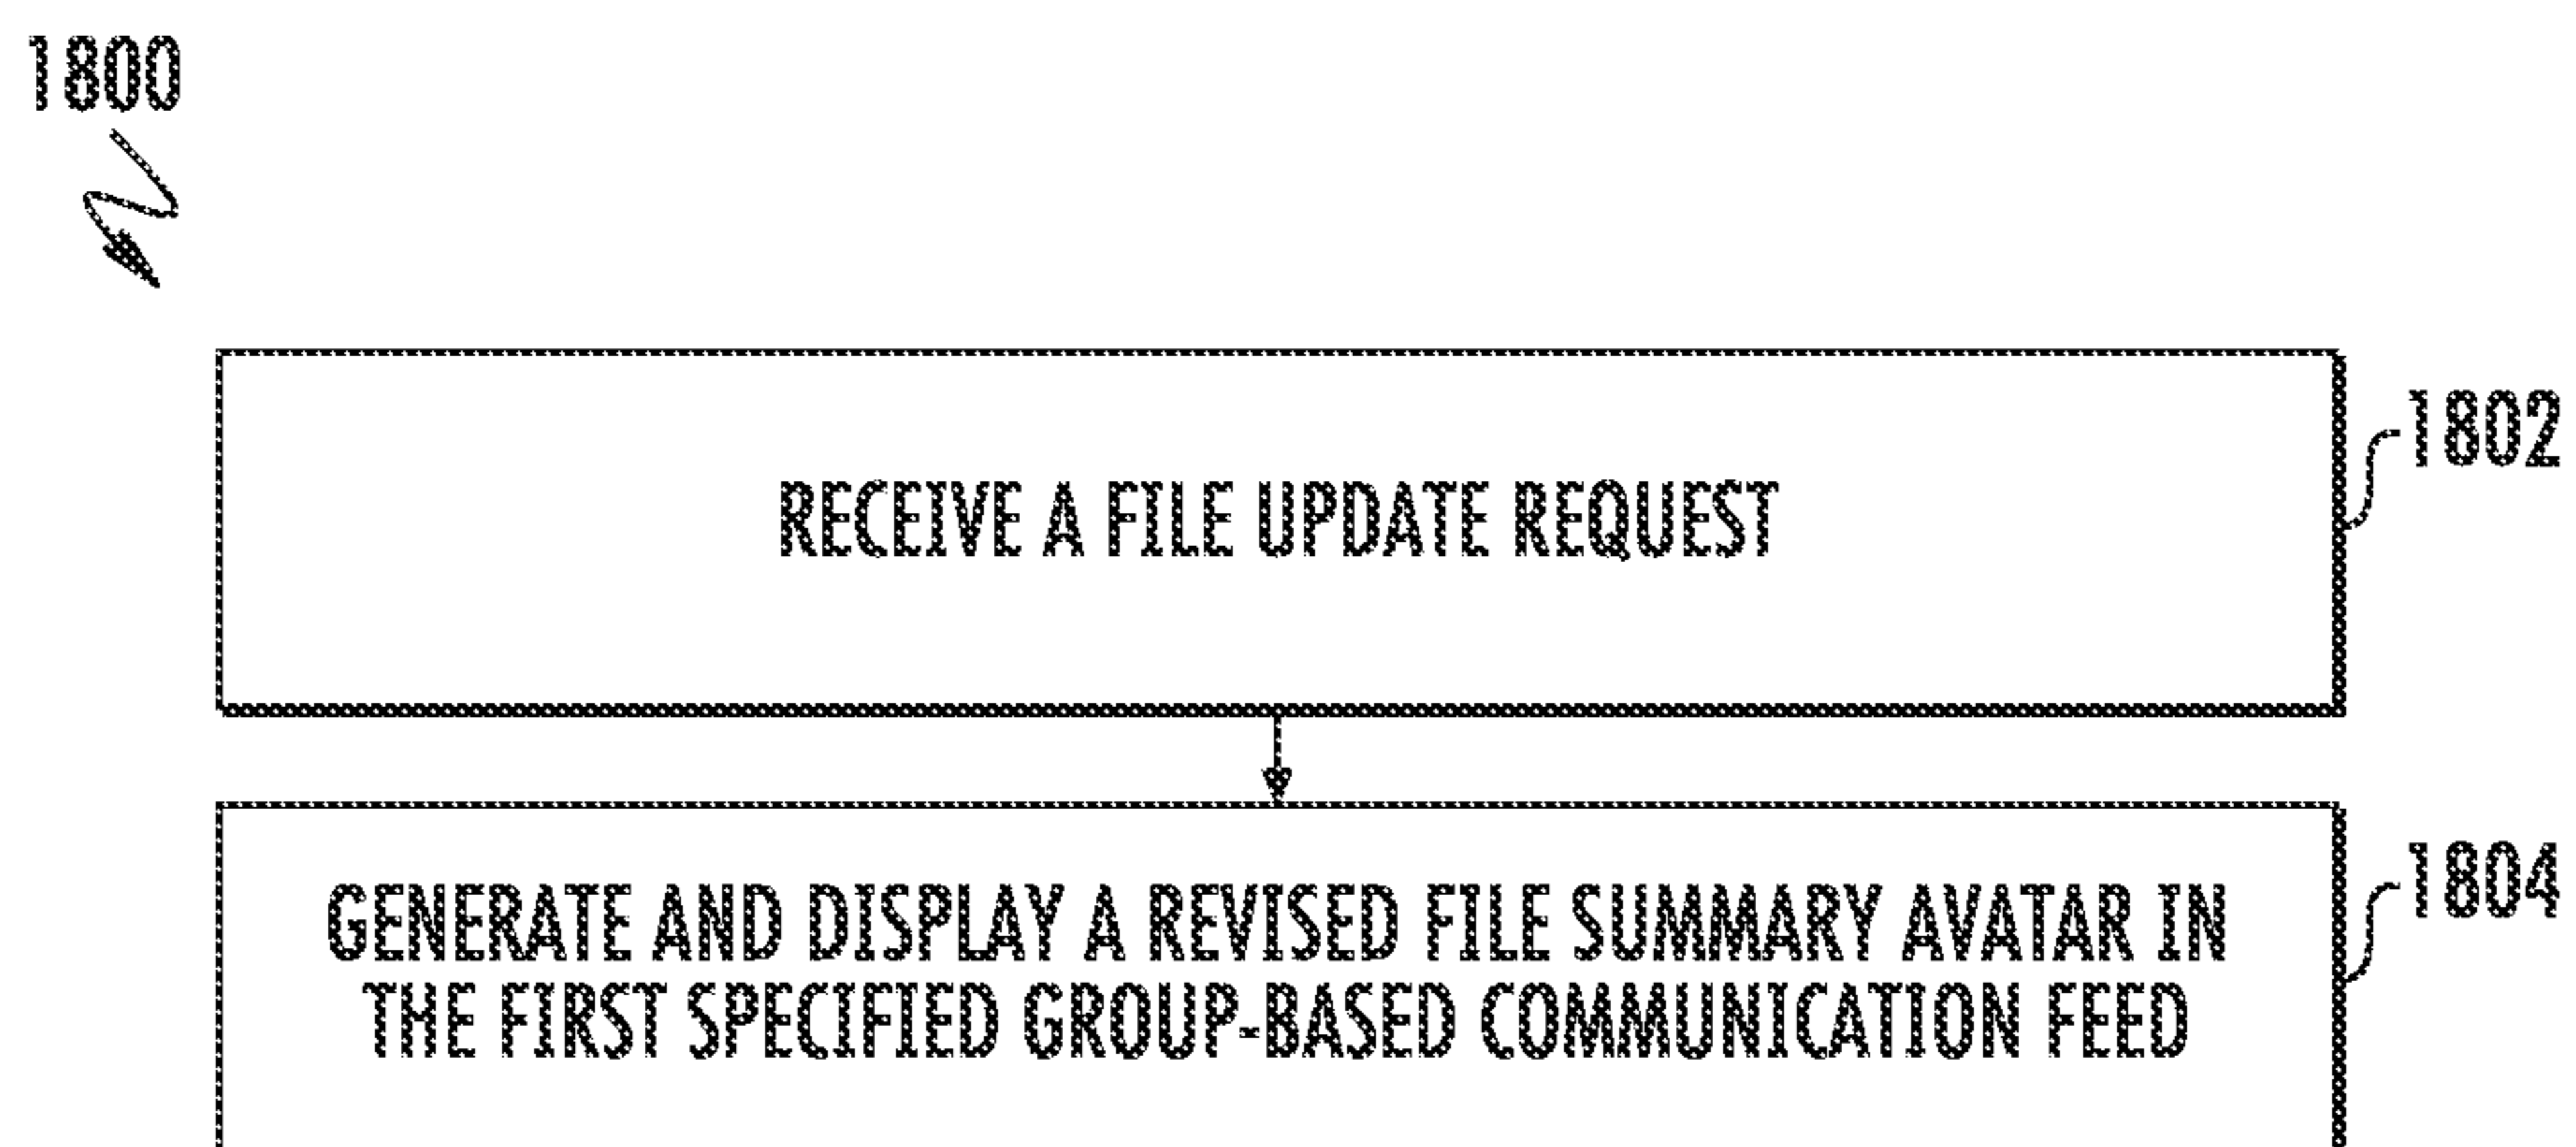 1800
RECEIVE A FILE UPDATE REQUEST
1802
GENERATE AND DISPLAY A REVISED FILE SUMMARY AVATAR IN
THE FIRST SPECIFIED GROUP-BASED COMMUNICATION FEED
1804